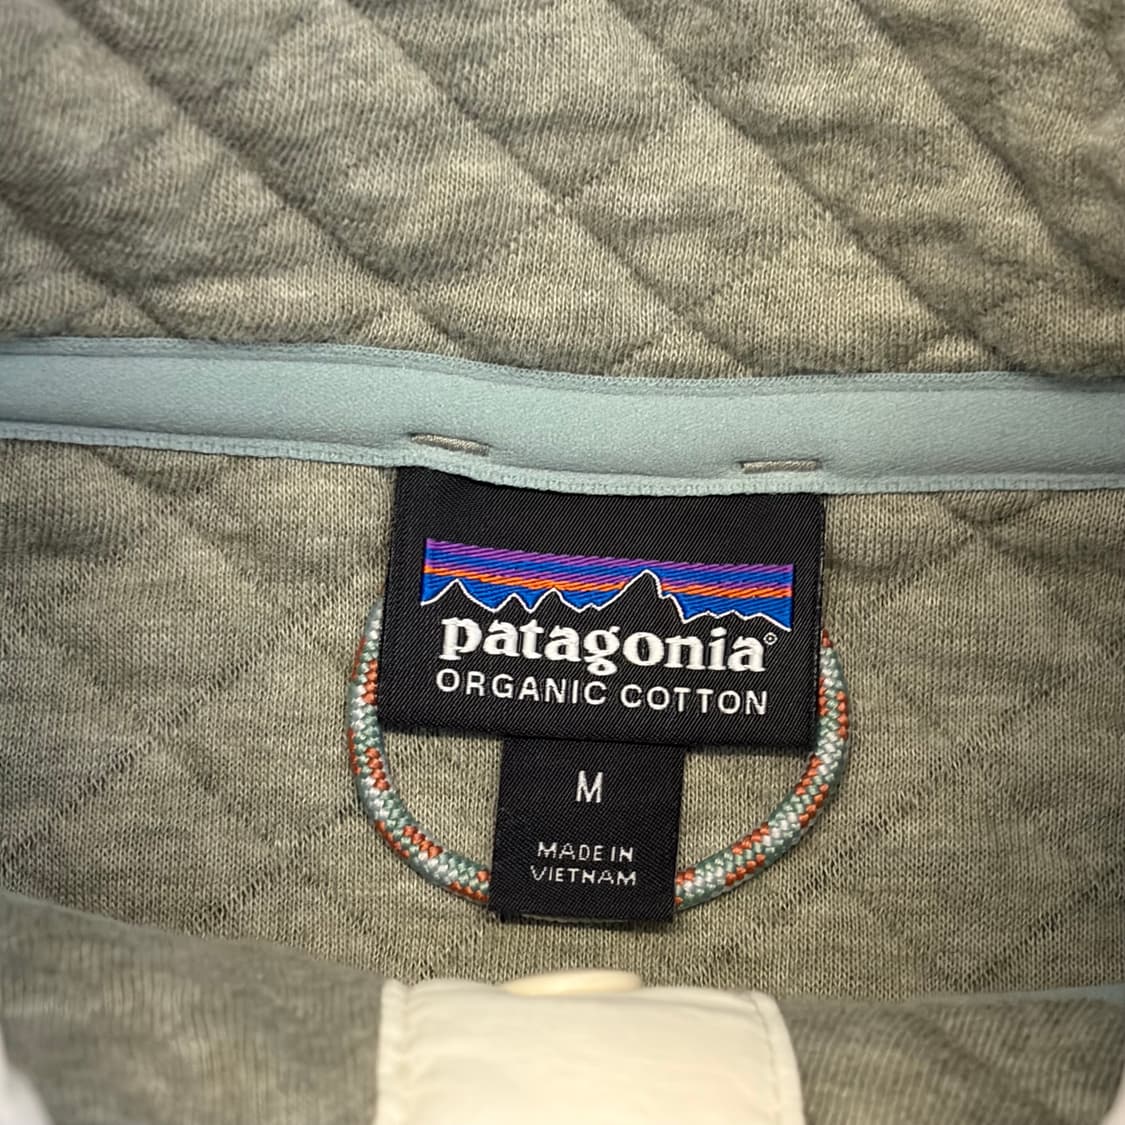 patagonia®
ORGANIC COTTON
M
MADE IN
VIETNAM